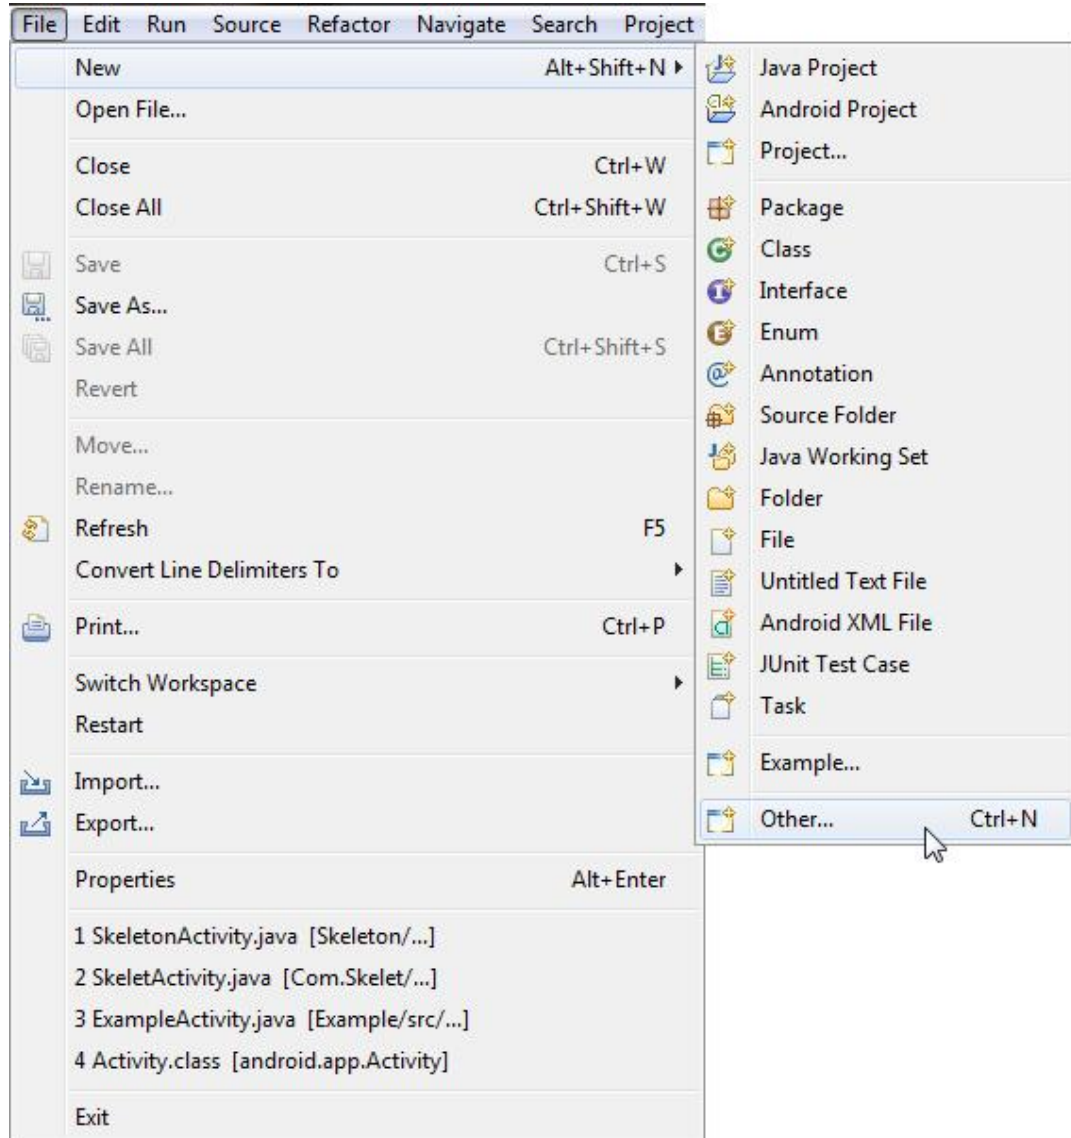 File Edit Run Source Refactor Navigate Search Project
New Alt+Shift+N
Open File...
Close Ctrl+W
Close All Ctrl+Shift+W
Save Ctrl+S
Save As...
Save All Ctrl+Shift+S
Revert
Move...
Rename...
Refresh F5
Convert Line Delimiters To
Print... Ctrl+P
Switch Workspace
Restart
Import...
Export...
Properties Alt+Enter
1 SkeletonActivity.java [Skeleton/...]
2 SkeletActivity.java [Com.Skelet/...]
3 ExampleActivity.java [Example/src/...]
4 Activity.class [android.app.Activity]
Exit
Java Project
Android Project
Project...
Package
Class
Interface
Enum
Annotation
Source Folder
Java Working Set
Folder
File
Untitled Text File
Android XML File
JUnit Test Case
Task
Example...
Other... Ctrl+N